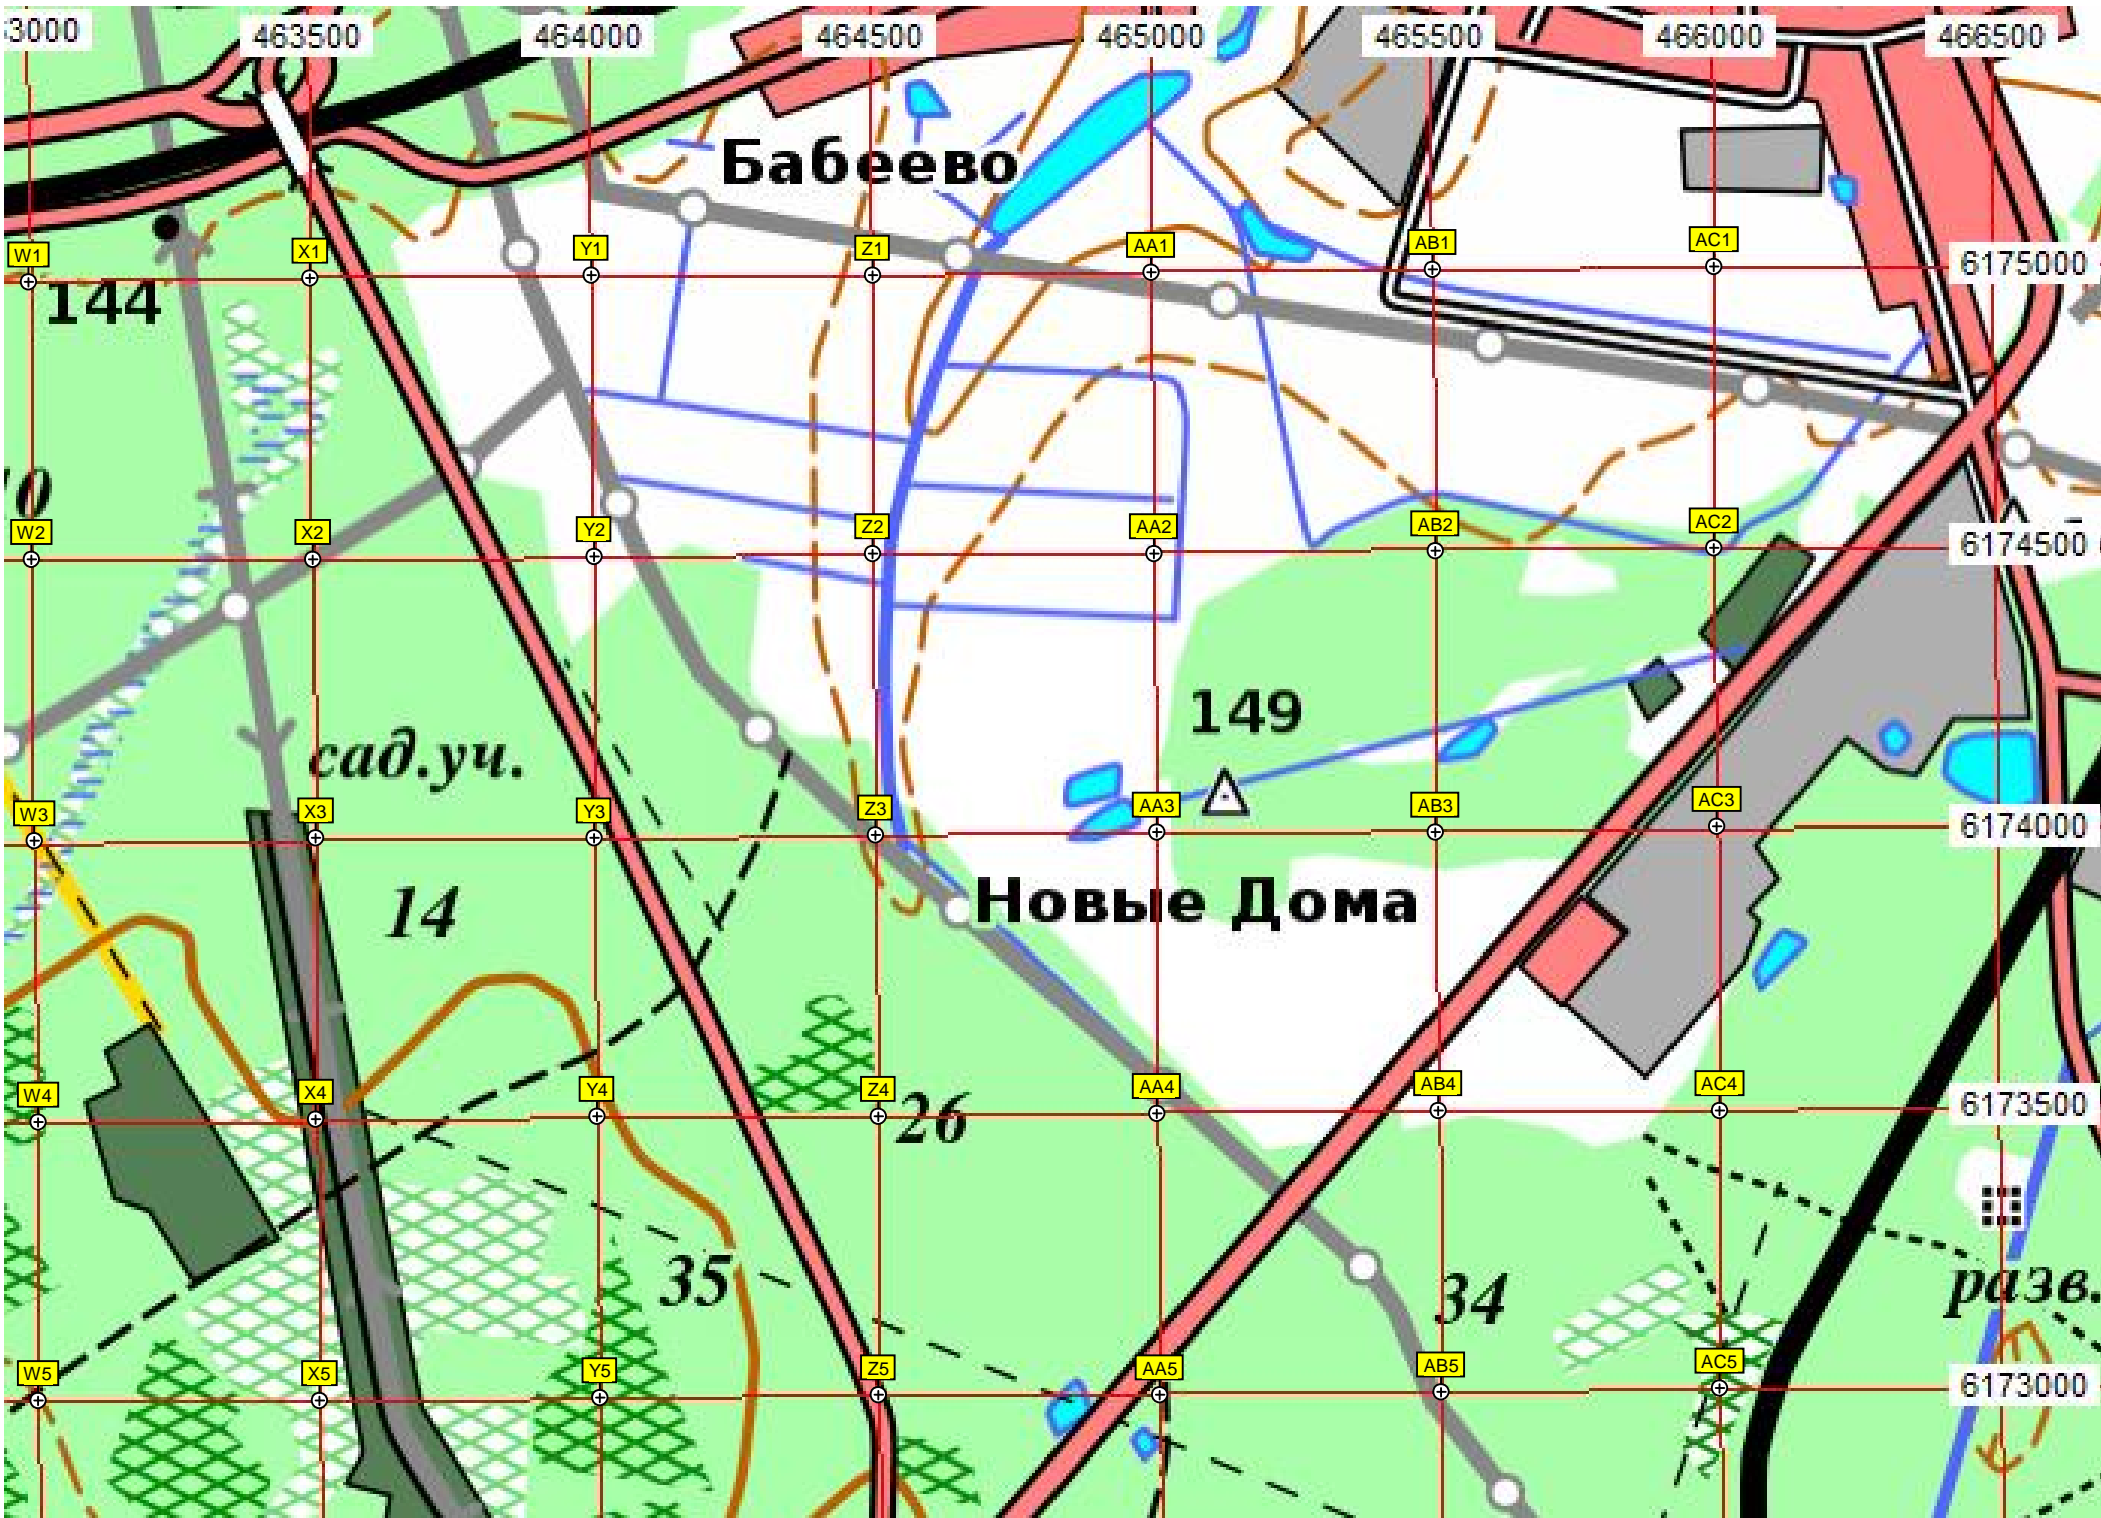 63000 463500 464000 464500 465000 465500 466000 466500
Бабеево
W1 X1 Y1 Z1 AA1 AB1 AC1 6175000
144
10
W2 X2 Y2 Z2 AA2 AB2 AC2 6174500
149
сад.уч.
W3 X3 Y3 Z3 AA3 AB3 AC3 6174000
14
Новые Дома
W4 X4 Y4 Z4 AA4 AB4 AC4 6173500
26
35 34 разв.
W5 X5 Y5 Z5 AA5 AB5 AC5 6173000